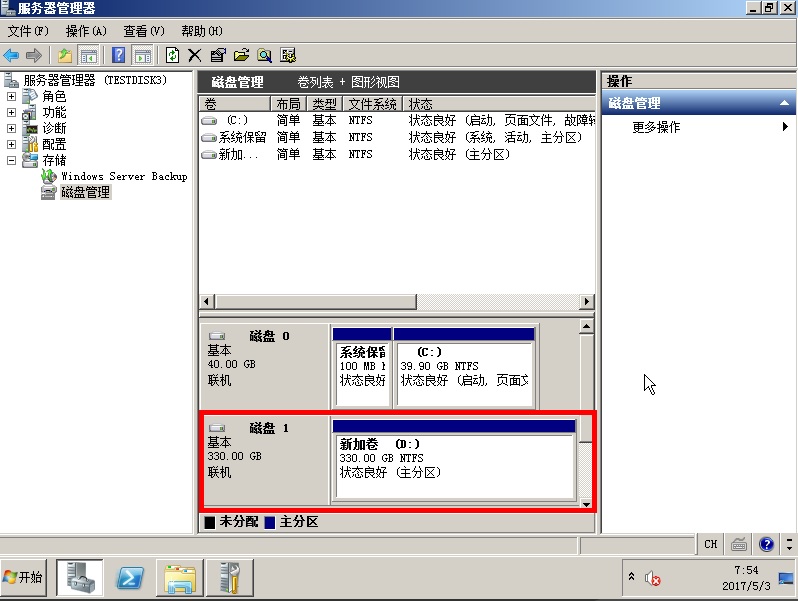 服务器管理器
文件(F) 操作(A) 查看(V) 帮助(H)
服务器管理器 (TESTDISK3)
角色
功能
诊断
配置
存储
Windows Server Backup
磁盘管理
磁盘管理 卷列表 + 图形视图
卷 布局 类型 文件系统 状态
(C:) 简单 基本 NTFS 状态良好 (启动, 页面文件, 故障转
系统保留 简单 基本 NTFS 状态良好 (系统, 活动, 主分区)
新加... 简单 基本 NTFS 状态良好 (主分区)
磁盘 0
基本
40.00 GB
联机
系统保留
100 MB
状态良好
(C:)
39.90 GB NTFS
状态良好 (启动, 页面文
磁盘 1
基本
330.00 GB
联机
新加卷 (D:)
330.00 GB NTFS
状态良好 (主分区)
未分配 主分区
操作
磁盘管理
更多操作
CH
开始
7:54
2017/5/3